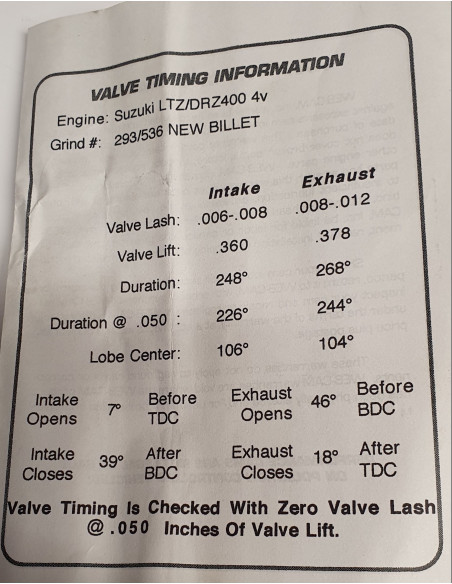 VALVE TIMING INFORMATION
Engine: Suzuki LTZ/DRZ400 4v
Grind #: 293/536 NEW BILLET
Intake Exhaust
Valve Lash: .006-.008 .008-.012
Valve Lift: .360 .378
Duration: 248° 268°
Duration @ .050 : 226° 244°
Lobe Center: 106° 104°
Intake Opens 7° Before TDC Exhaust Opens 46° Before BDC
Intake Closes 39° After BDC Exhaust Closes 18° After TDC
Valve Timing Is Checked With Zero Valve Lash
@ .050 Inches Of Valve Lift.